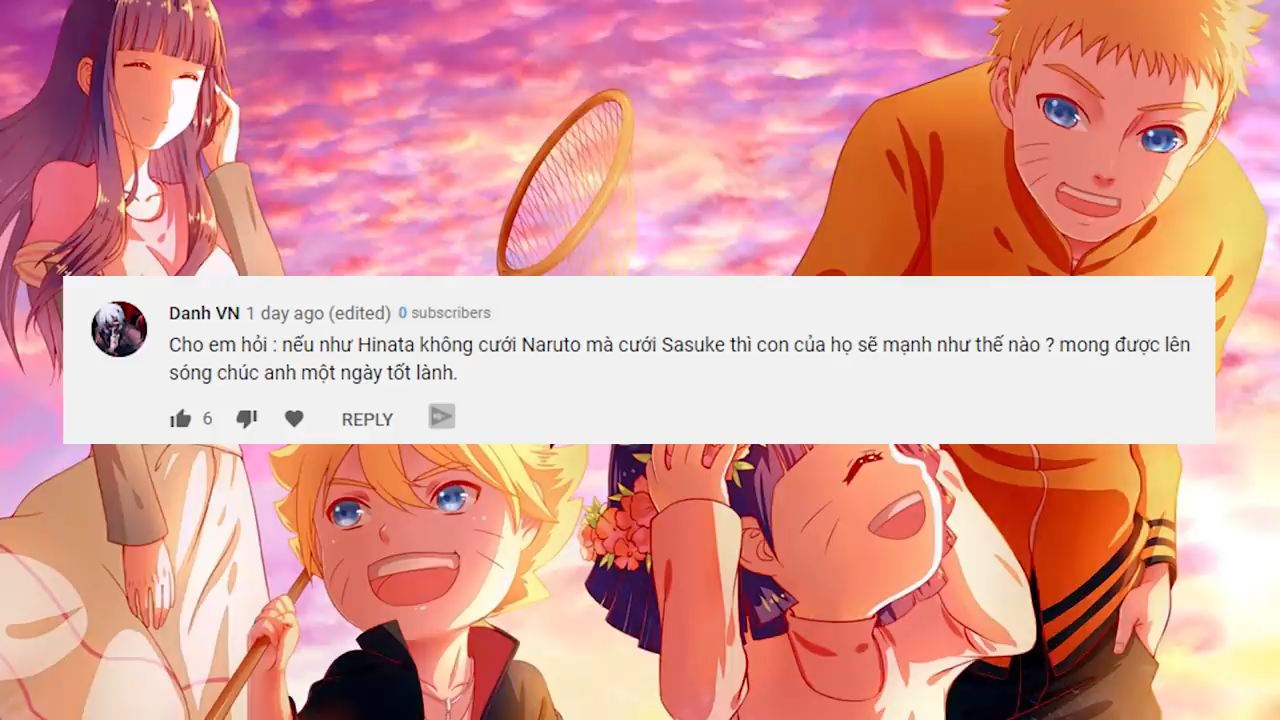 Danh VN 1 day ago (edited) 0 subscribers
Cho em hỏi : nếu như Hinata không cưới Naruto mà cưới Sasuke thì con của họ sẽ mạnh như thế nào ? mong được lên
sóng chúc anh một ngày tốt lành.
6 REPLY